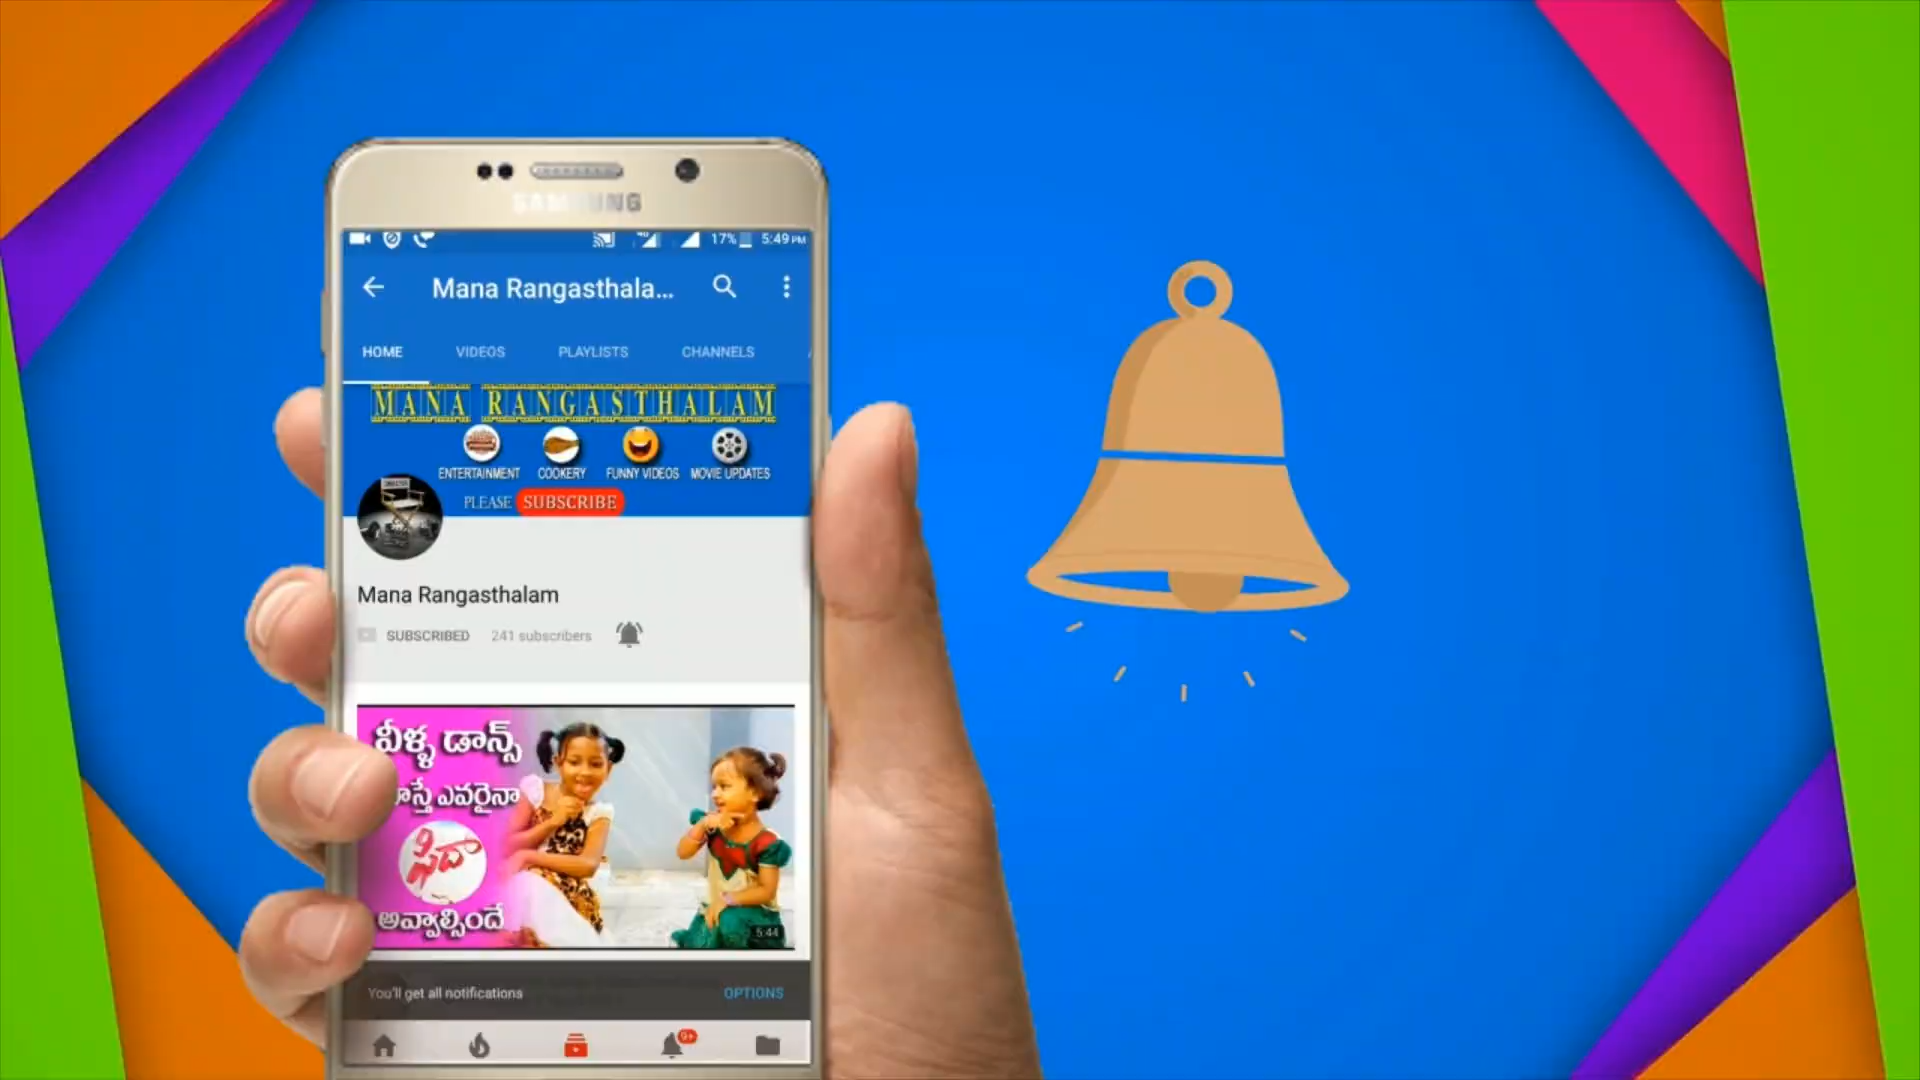 SAMSUNG
17% 5:49 PM
Mana Rangasthala...
HOME VIDEOS PLAYLISTS CHANNELS
MANA RANGASTHALAM
ENTERTAINMENT COOKERY FUNNY VIDEOS MOVIE UPDATES
PLEASE SUBSCRIBE
Mana Rangasthalam
SUBSCRIBED 241 subscribers
వీళ్ళ డాన్స్
ఎవరైనా
ఫిదా
అవ్వాల్సిందే
5:44
You'll get all notifications OPTIONS
9+